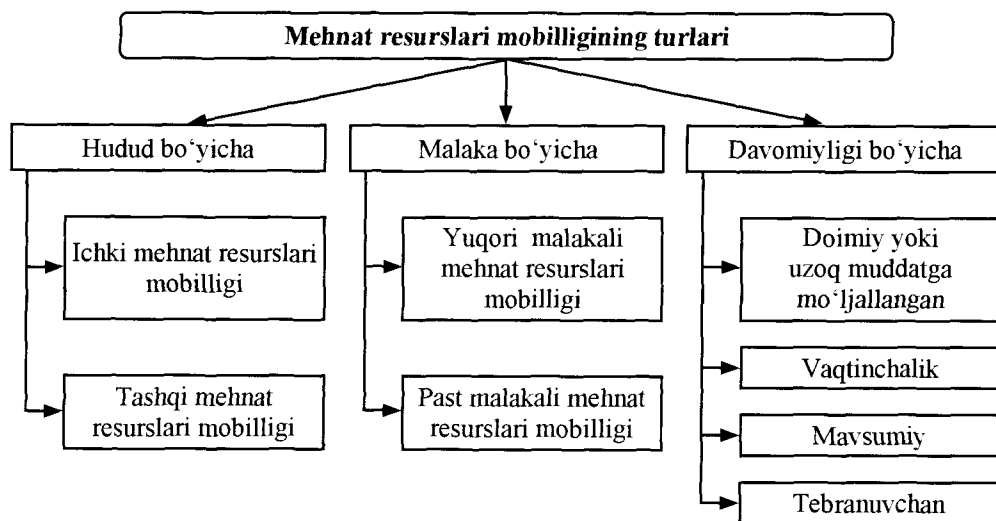 Mehnat resurslari mobilligining turlari
Hudud bo‘yicha
Ichki mehnat resurslari
mobilligi
Tashqi mehnat
resurslari mobilligi
Malaka bo‘yicha
Yuqori malakali
mehnat resurslari
mobilligi
Past malakali mehnat
resurslari mobilligi
Davomiyligi bo‘yicha
Doimiy yoki
uzoq muddatga
mo‘ljallangan
Vaqtinchalik
Mavsumiy
Tebranuvchan